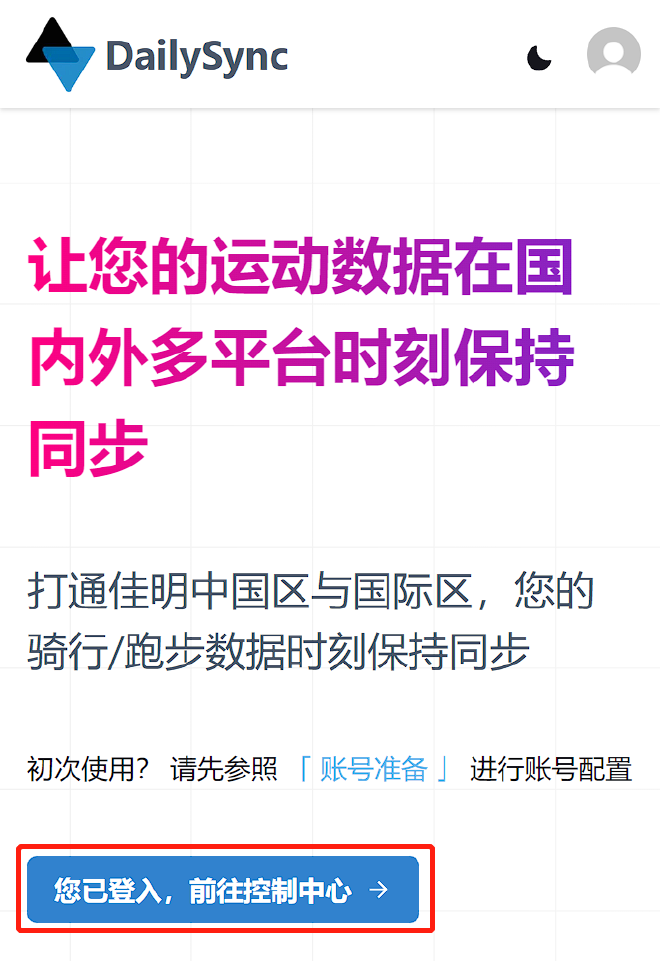 DailySync
让您的运动数据在国
内外多平台时刻保持
同步
打通佳明中国区与国际区，您的
骑行/跑步数据时刻保持同步
初次使用？ 请先参照 「 账号准备 」 进行账号配置
您已登入，前往控制中心 →